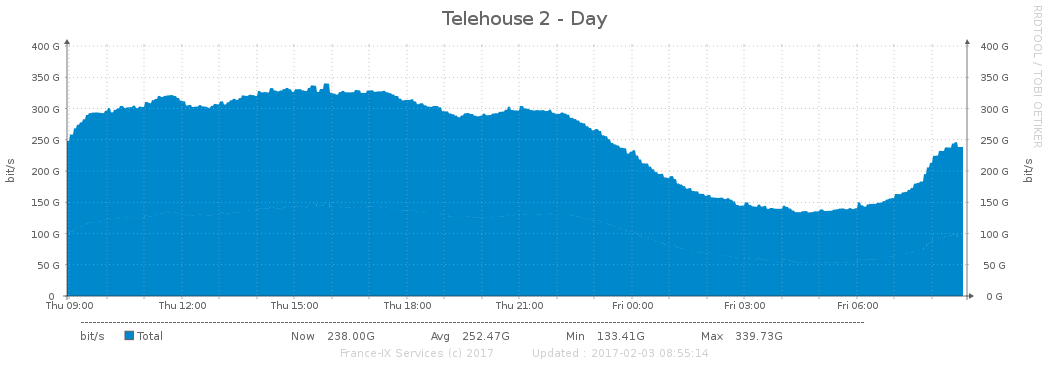 Telehouse 2 - Day
RRDTOOL / TOBI OETIKER
400 G 400 G
350 G 350 G
300 G 300 G
250 G 250 G
200 G 200 G
150 G 150 G
100 G 100 G
50 G 50 G
0 0 G
bit/s
bit/s
Thu 09:00 Thu 12:00 Thu 15:00 Thu 18:00 Thu 21:00 Fri 00:00 Fri 03:00 Fri 06:00
bit/s Total Now 238.00G Avg 252.47G Min 133.41G Max 339.73G
France-IX Services (c) 2017 Updated : 2017-02-03 08:55:14